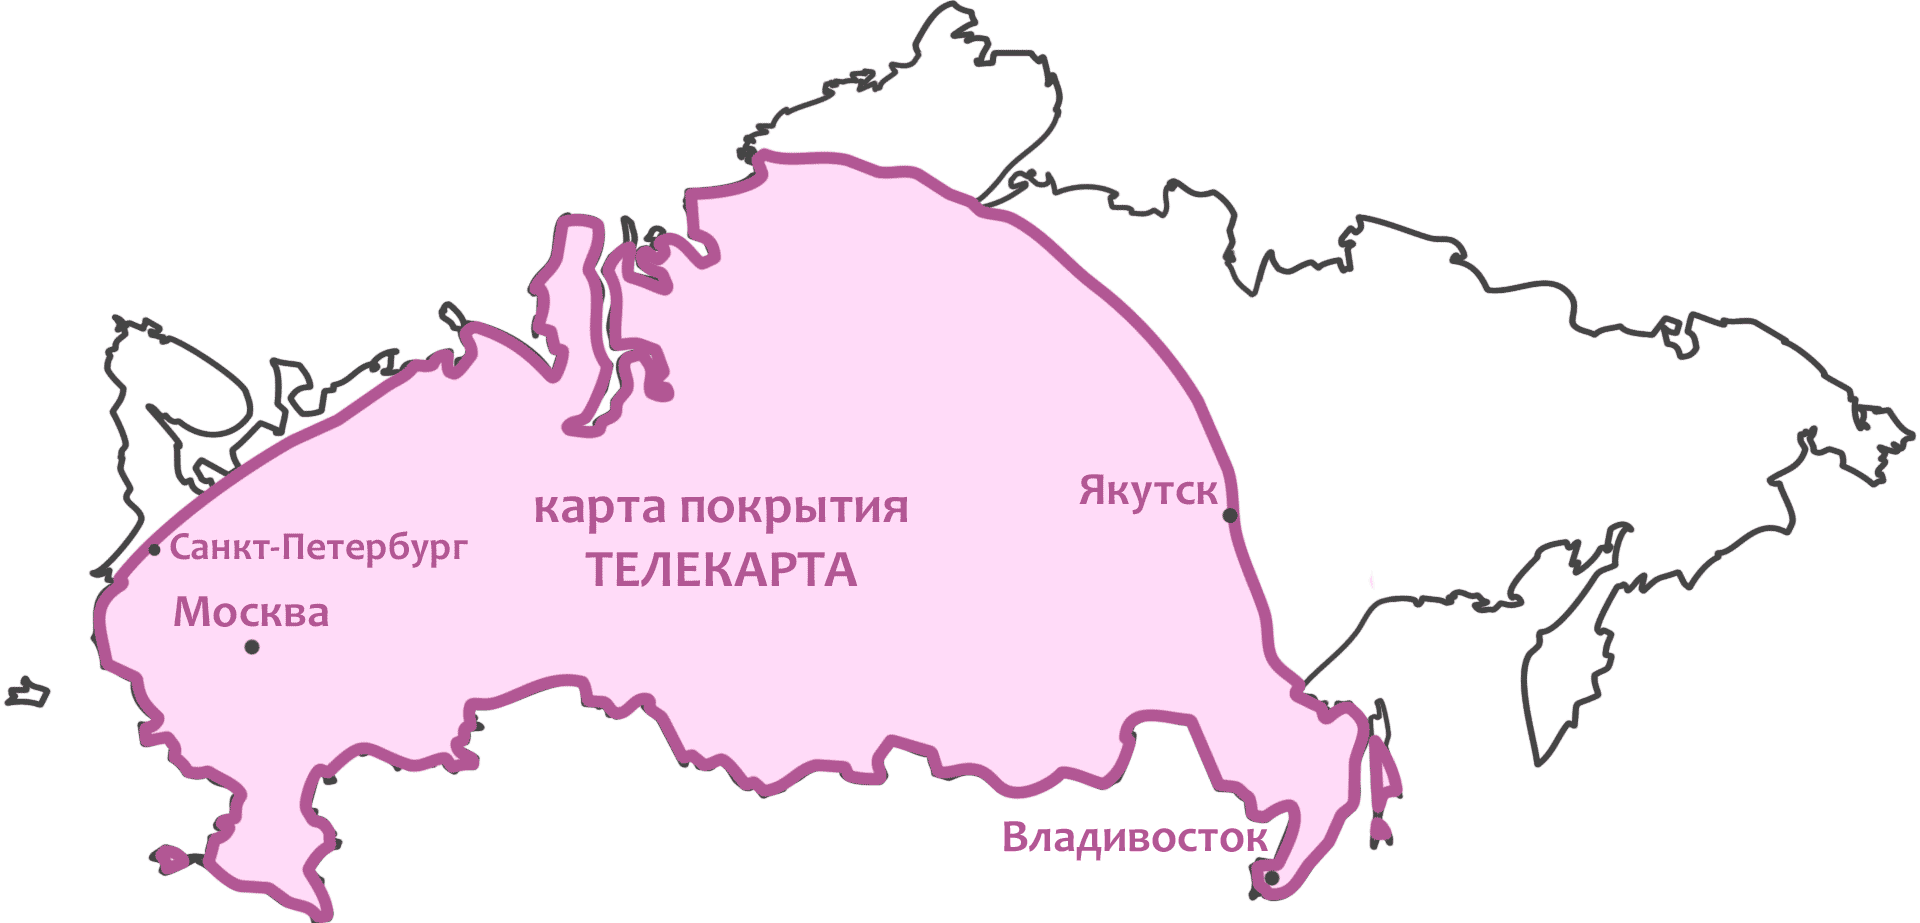 Якутск
карта покрытия
ТЕЛЕКАРТА
Санкт-Петербург
Москва
Владивосток